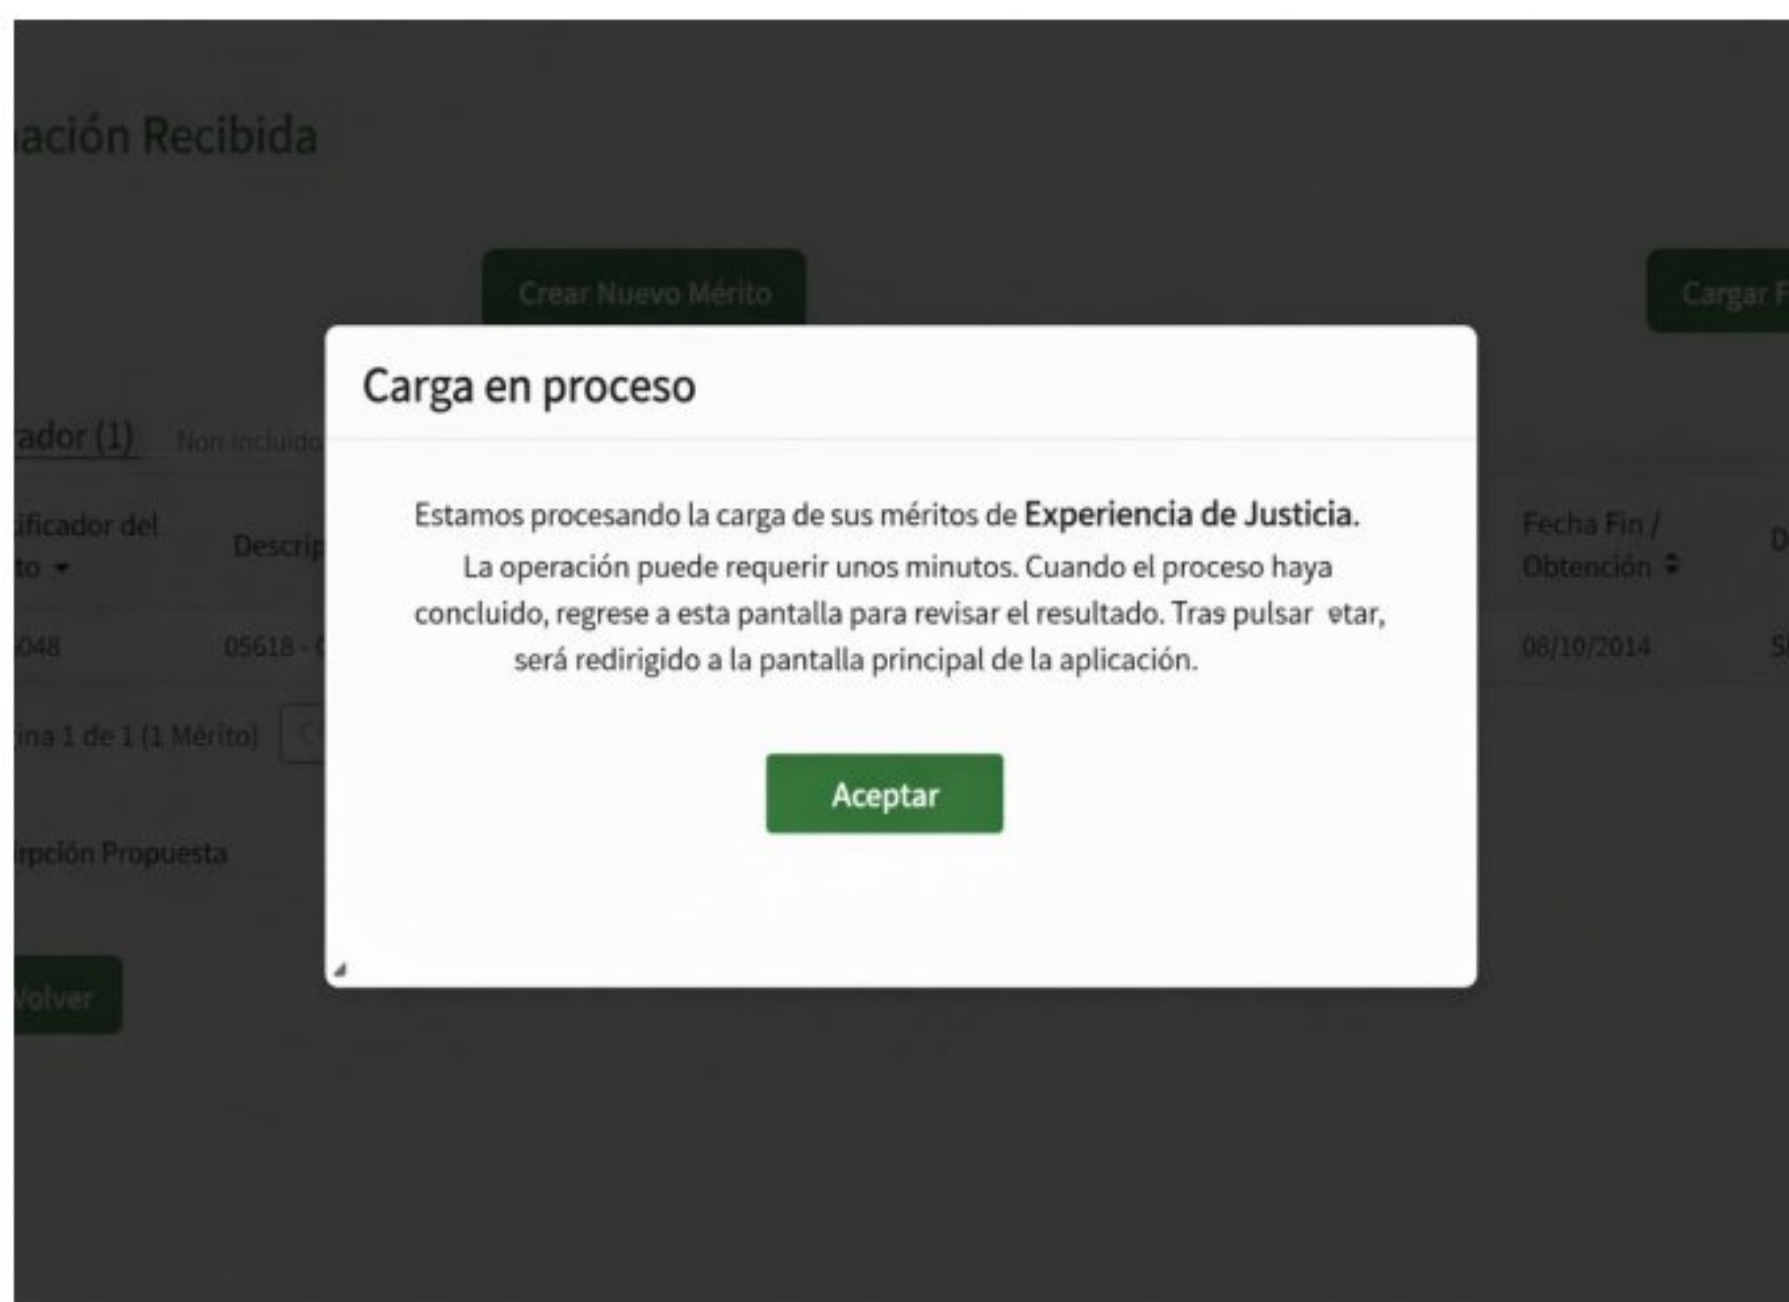 ación Recibida
Crear Nuevo Mérito
Cargar F
Carga en proceso
ador (1) Non incluido
ificador del
to
Descrip
Fecha Fin /
Obtención
D
Estamos procesando la carga de sus méritos de Experiencia de Justicia.
La operación puede requerir unos minutos. Cuando el proceso haya
concluido, regrese a esta pantalla para revisar el resultado. Tras pulsar etar,
será redirigido a la pantalla principal de la aplicación.
048 05618 - 08/10/2014 S
ina 1 de 1 (1 Mérito)
Aceptar
irpción Propuesta
Volver